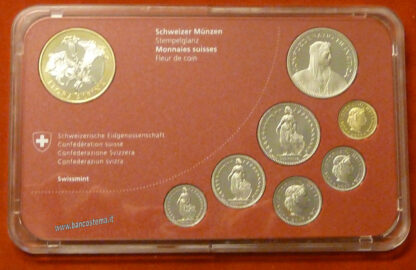 Schweizer Münzen
Stempelglanz
Monnaies suisses
Fleur de coin
Schweizerische Eidgenossenschaft
Confédération suisse
Confederazione Svizzera
Confederaziun svizra
Swissmint
www.bancostema.it